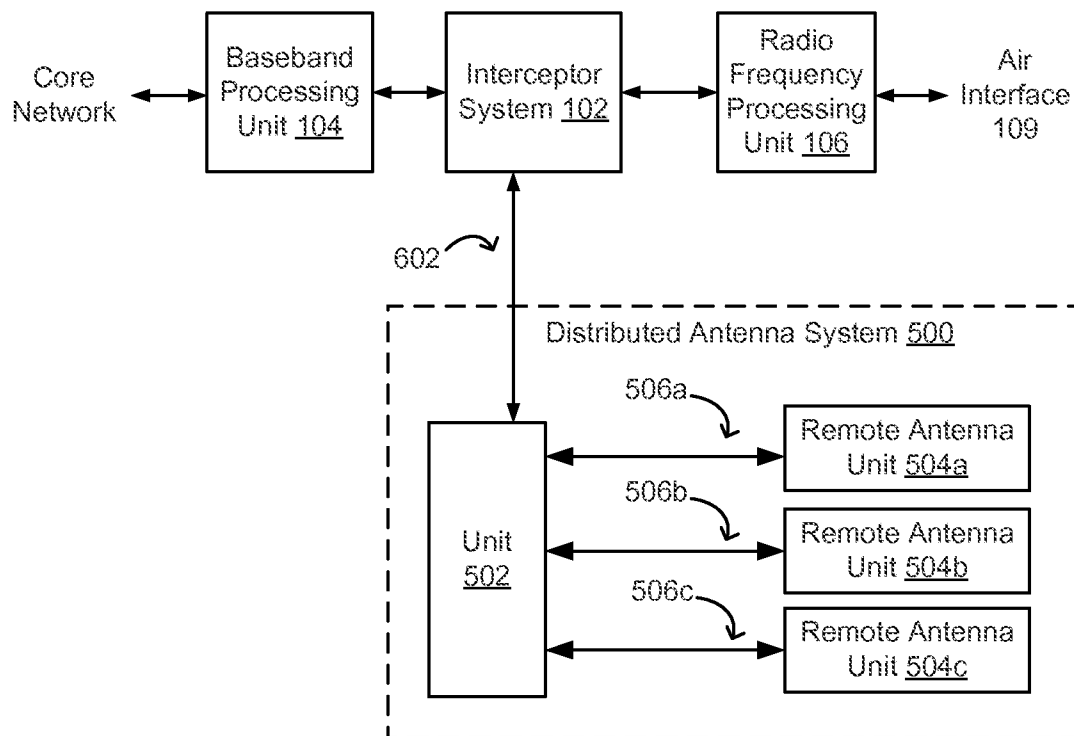 Core
Network
Baseband
Processing
Unit 104
Interceptor
System 102
Radio
Frequency
Processing
Unit 106
Air
Interface
109
602
Distributed Antenna System 500
506a
Remote Antenna
Unit 504a
506b
Remote Antenna
Unit 504b
Unit
502
506c
Remote Antenna
Unit 504c